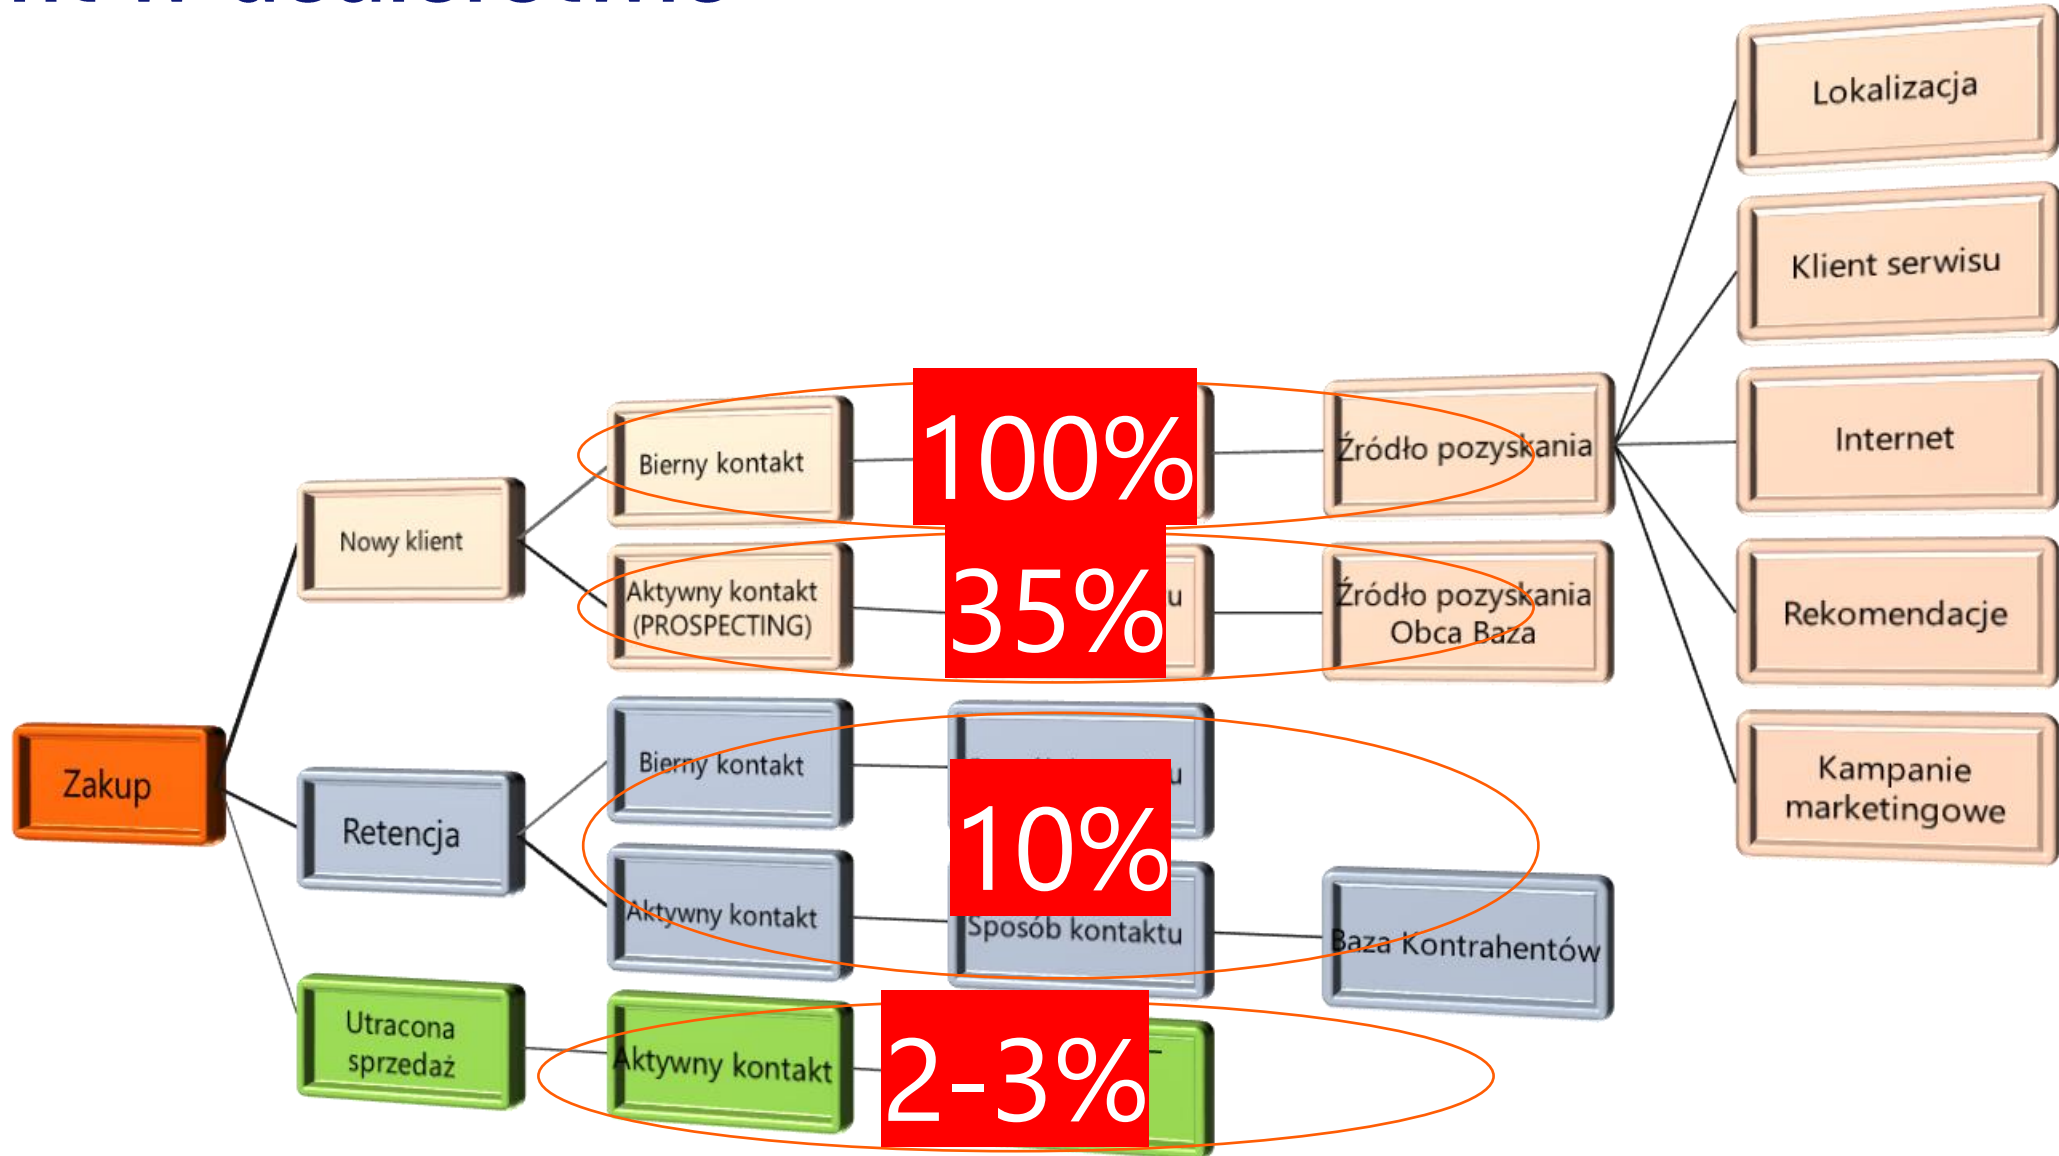 Lokalizacja
Klient serwisu
Internet
Rekomendacje
Kampanie
marketingowe
Źródło pozyskania
Źródło pozyskania
Obca Baza
100%
35%
Bierny kontakt
Aktywny kontakt
(PROSPECTING)
Nowy klient
Zakup
Retencja
Bierny kontakt
Aktywny kontakt
10%
Sposób kontaktu
Baza Kontrahentów
Utracona
sprzedaż
Aktywny kontakt
2-3%